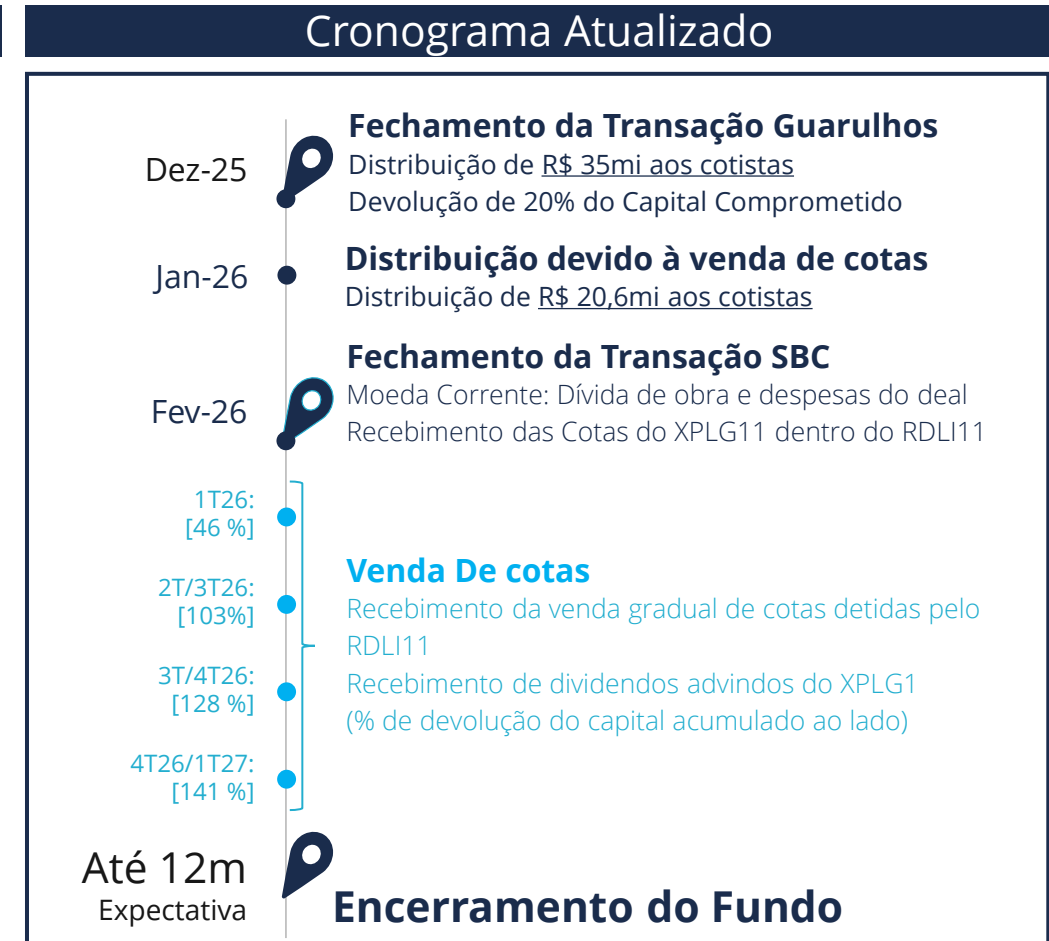 Cronograma Atualizado
Dez-25
Fechamento da Transação Guarulhos
Distribuição de R$ 35mi aos cotistas
Devolução de 20% do Capital Comprometido
Jan-26
Distribuição devido à venda de cotas
Distribuição de R$ 20,6mi aos cotistas
Fev-26
Fechamento da Transação SBC
Moeda Corrente: Dívida de obra e despesas do deal
Recebimento das Cotas do XPLG11 dentro do RDLI11
1T26:
[46 %]
2T/3T26:
[103%]
3T/4T26:
[128 %]
4T26/1T27:
[141 %]
Venda De cotas
Recebimento da venda gradual de cotas detidas pelo
RDLI11
Recebimento de dividendos advindos do XPLG1
(% de devolução do capital acumulado ao lado)
Até 12m
Expectativa
Encerramento do Fundo